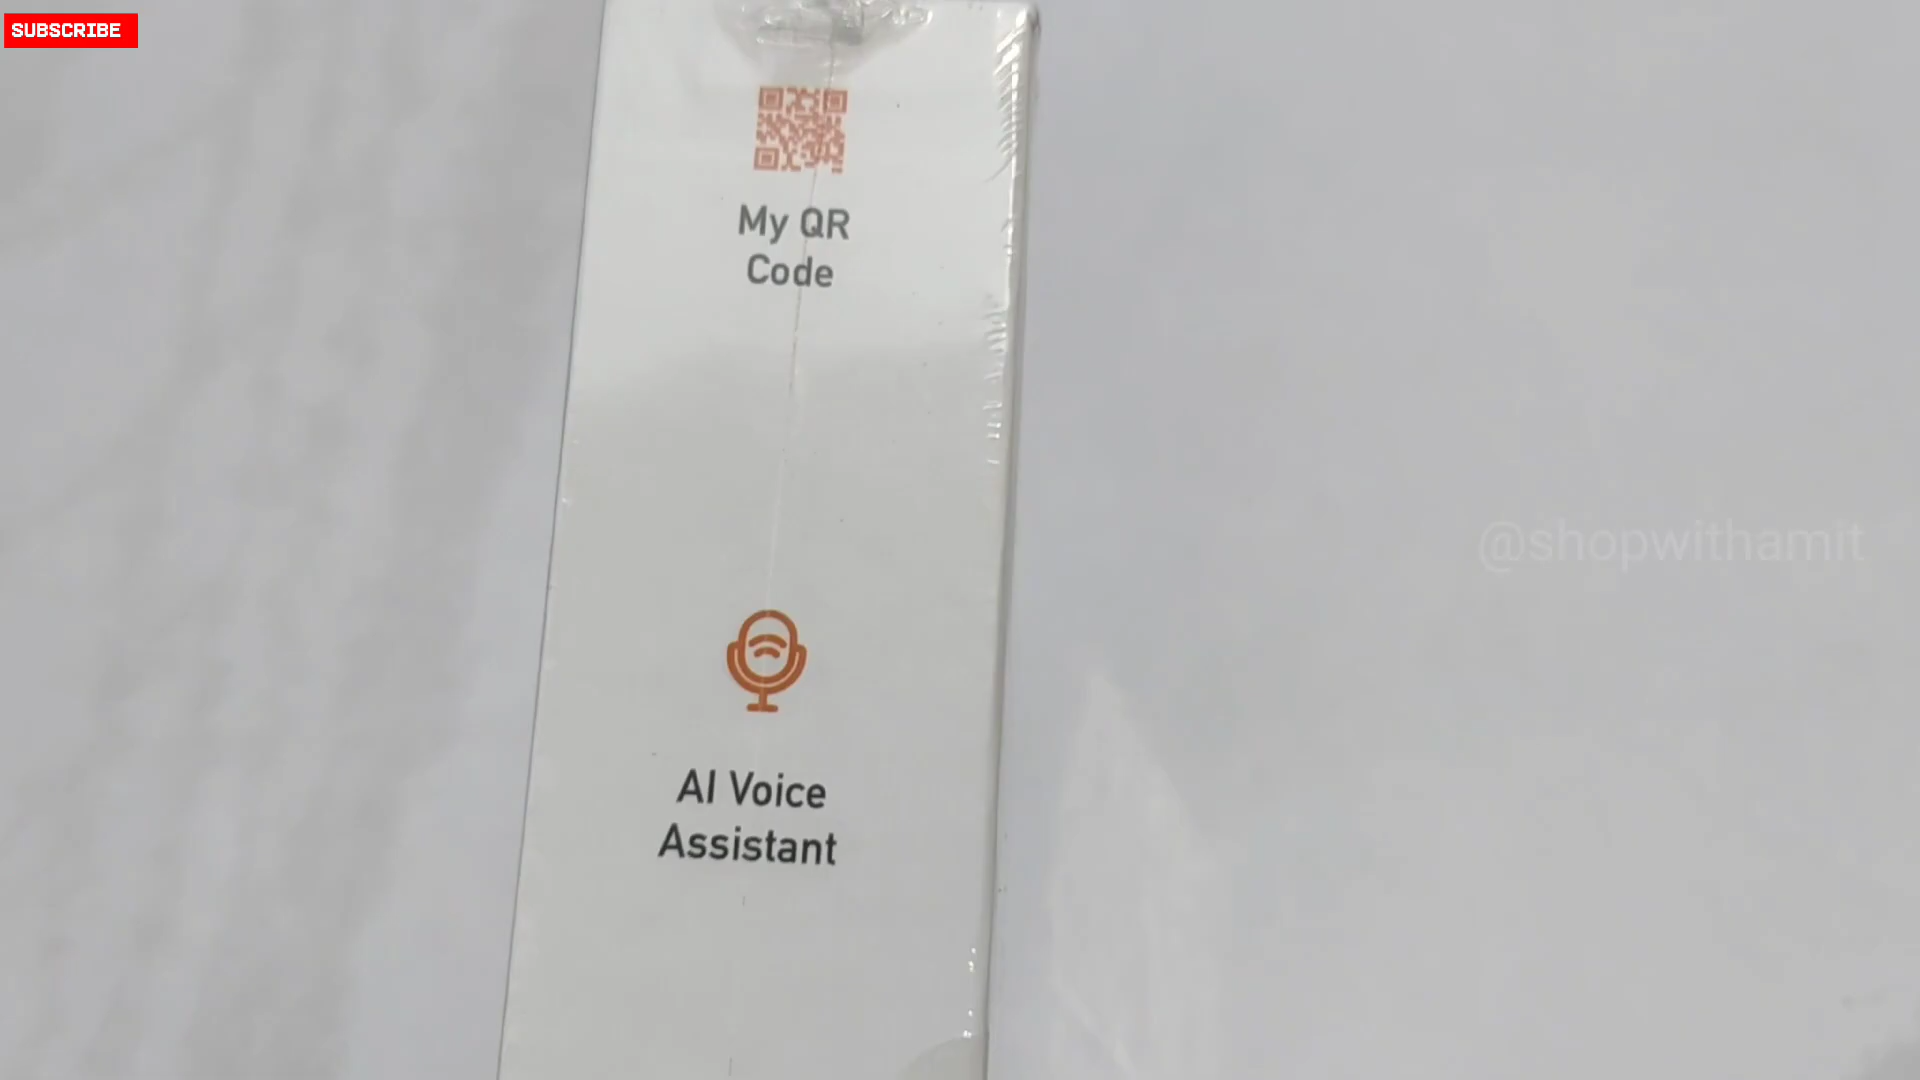 SUBSCRIBE
My QR
Code
@shopwithamit
AI Voice
Assistant